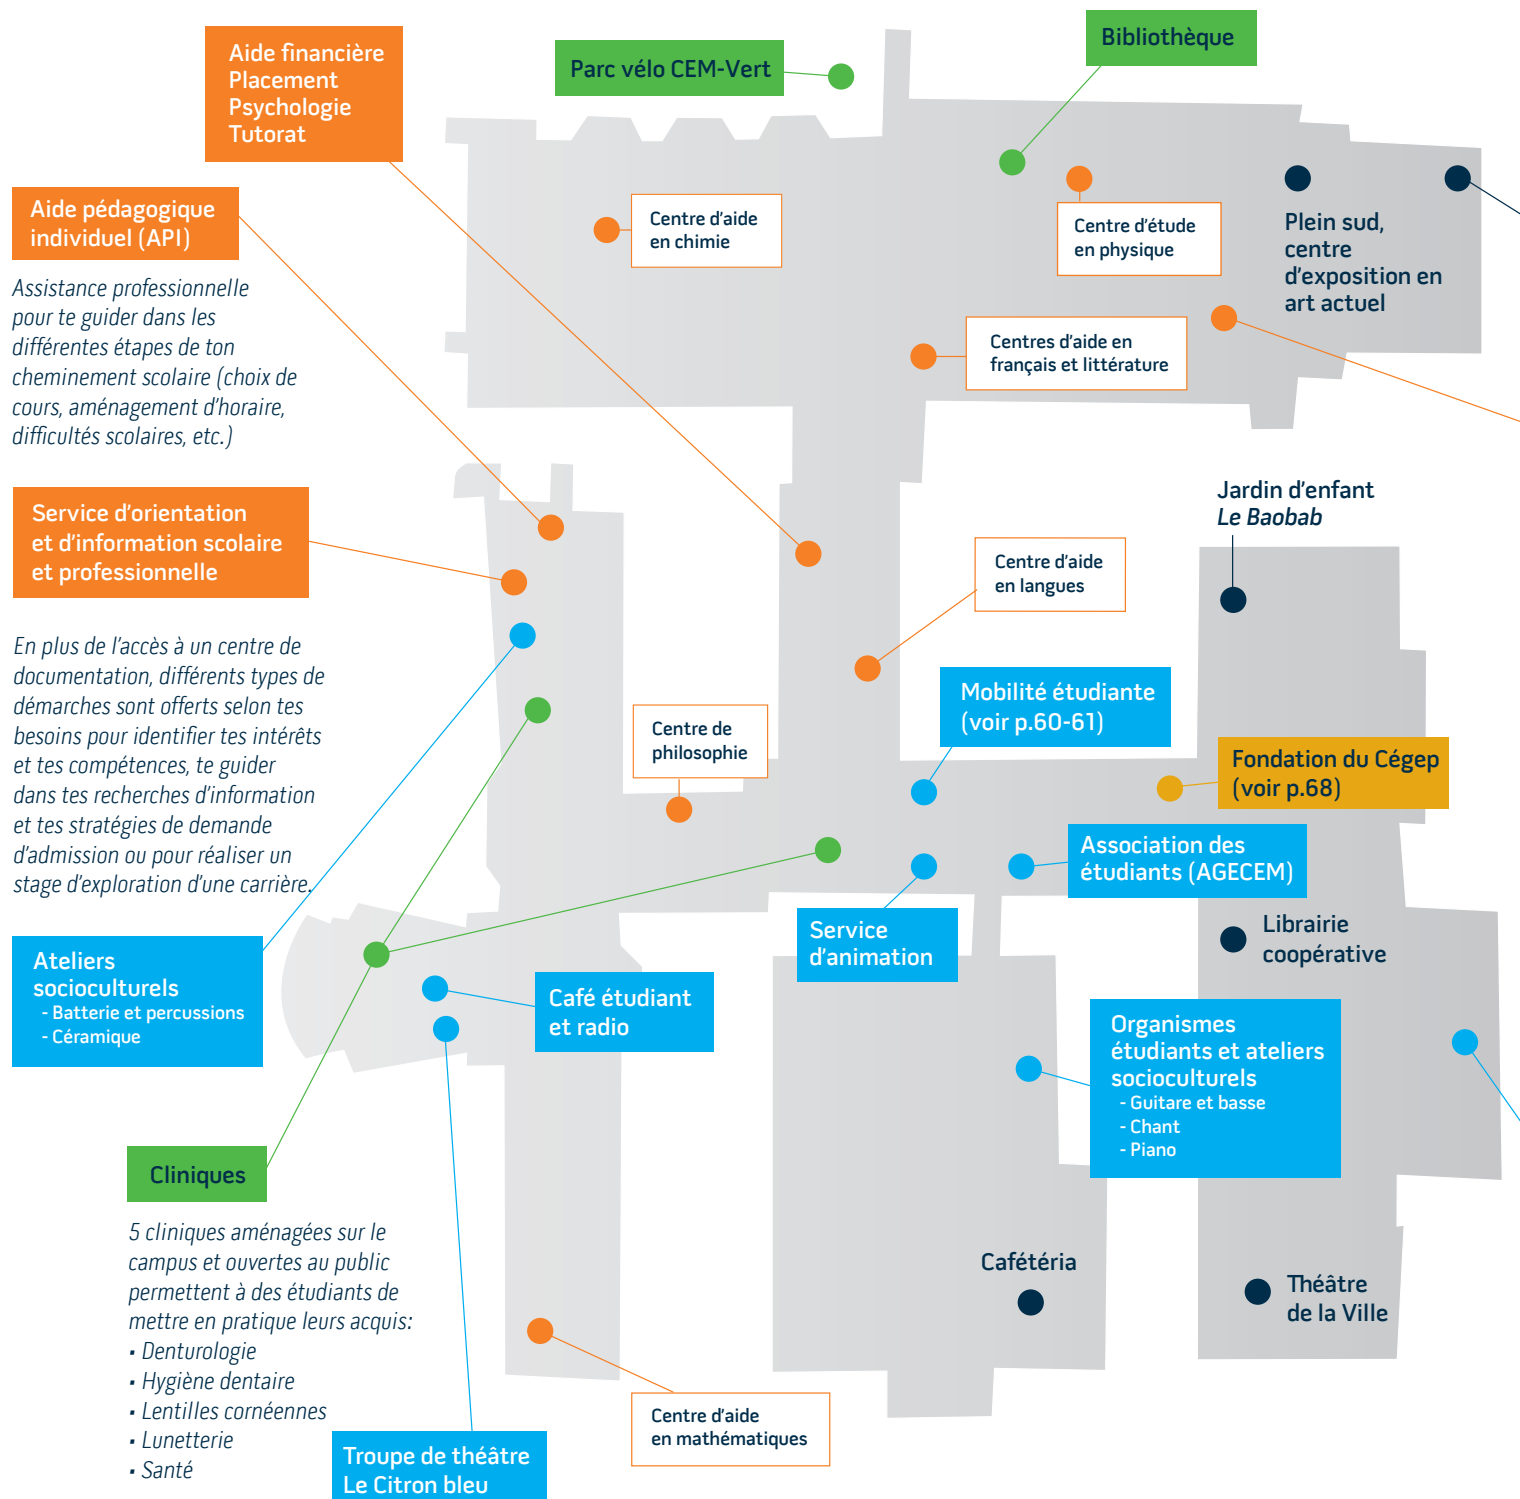 Aide financière
Placement
Psychologie
Tutorat
Parc vélo CEM-Vert
Bibliothèque
Aide pédagogique
individuel (API)
Assistance professionnelle
pour te guider dans les
différentes étapes de ton
cheminement scolaire (choix de
cours, aménagement d'horaire,
difficultés scolaires, etc.)
Centre d'aide
en chimie
Centre d'étude
en physique
Plein sud,
centre
d'exposition en
art actuel
Centres d'aide en
français et littérature
Service d'orientation
et d'information scolaire
et professionnelle
En plus de l'accès à un centre de
documentation, différents types de
démarches sont offerts selon tes
besoins pour identifier tes intérêts
et tes compétences, te guider
dans tes recherches d'information
et tes stratégies de demande
d'admission ou pour réaliser un
stage d'exploration d'une carrière.
Jardin d'enfant
Le Baobab
Centre d'aide
en langues
Mobilité étudiante
(voir p.60-61)
Centre de
philosophie
Fondation du Cégep
(voir p.68)
Association des
étudiants (AGECEM)
Service
d'animation
Librairie
coopérative
Ateliers
socioculturels
- Batterie et percussions
- Céramique
Café étudiant
et radio
Organismes
étudiants et ateliers
socioculturels
- Guitare et basse
- Chant
- Piano
Cliniques
5 cliniques aménagées sur le
campus et ouvertes au public
permettent à des étudiants de
mettre en pratique leurs acquis:
• Denturologie
• Hygiène dentaire
• Lentilles cornéennes
• Lunetterie
• Santé
Cafétéria
Théâtre
de la Ville
Centre d'aide
en mathématiques
Troupe de théâtre
Le Citron bleu